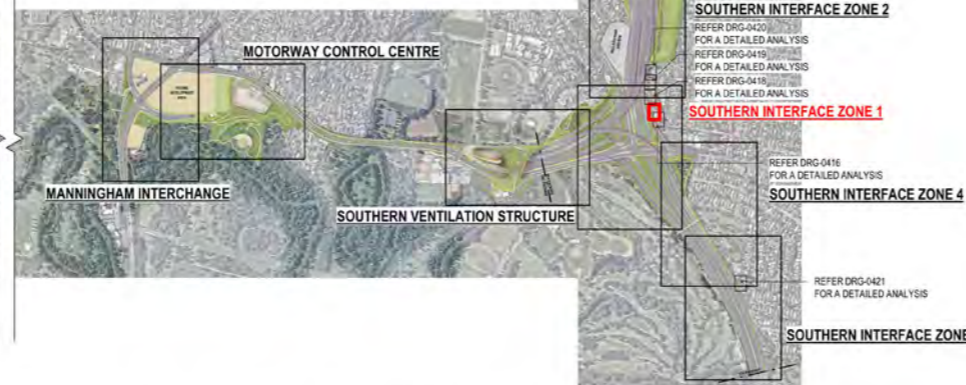 SOUTHERN INTERFACE ZONE 2
REFER DRG-0420
FOR A DETAILED ANALYSIS
REFER DRG-0419
FOR A DETAILED ANALYSIS
REFER DRG-0418
FOR A DETAILED ANALYSIS
SOUTHERN INTERFACE ZONE 1
MOTORWAY CONTROL CENTRE
REFER DRG-0416
FOR A DETAILED ANALYSIS
SOUTHERN INTERFACE ZONE 4
MANNINGHAM INTERCHANGE
SOUTHERN VENTILATION STRUCTURE
REFER DRG-0421
FOR A DETAILED ANALYSIS
SOUTHERN INTERFACE ZONE